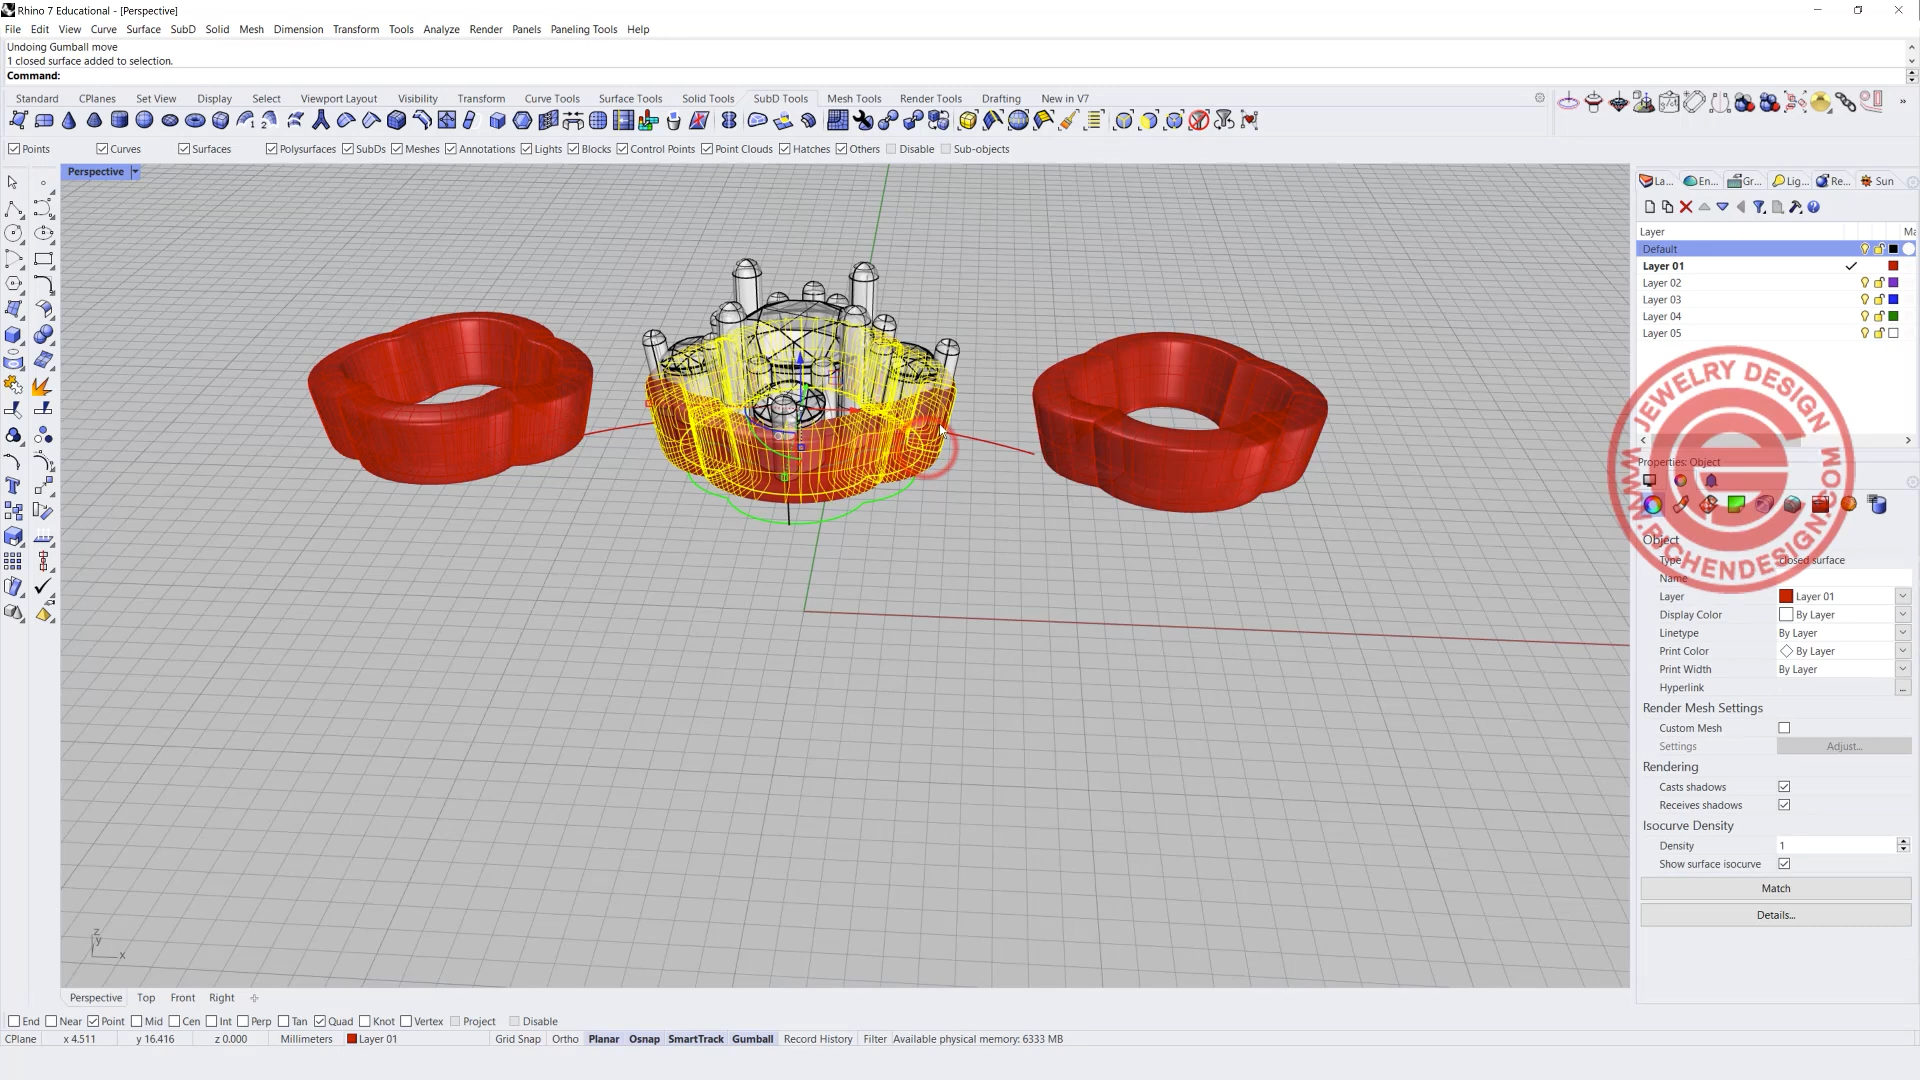 Rhino 7 Educational - [Perspective]
File Edit View Curve Surface SubD Solid Mesh Dimension Transform Tools Analyze Render Panels Paneling Tools Help
Undoing Gumball move
1 closed surface added to selection.
Command:
Standard CPlanes Set View Display Select Viewport Layout Visibility Transform Curve Tools Surface Tools Solid Tools SubD Tools Mesh Tools Render Tools Drafting New in V7
Points Curves Surfaces Polysurfaces SubDs Meshes Annotations Lights Blocks Control Points Point Clouds Hatches Others Disable Sub-objects
Perspective
La... En... Gr... Lig... Re... Sun
Layer Ma
Default
Layer 01
Layer 02
Layer 03
Layer 04
Layer 05
JEWELRY DESIGN
WWW.PJCHENDESIGN.COM
Properties: Object
Object
Type closed surface
Name
Layer Layer 01
Display Color By Layer
Linetype By Layer
Print Color By Layer
Print Width By Layer
Hyperlink ...
Render Mesh Settings
Custom Mesh
Settings Adjust...
Rendering
Casts shadows
Receives shadows
Isocurve Density
Density 1
Show surface isocurve
Match
Details...
z
y
x
Perspective Top Front Right
End Near Point Mid Cen Int Perp Tan Quad Knot Vertex Project Disable
CPlane x 4.511 y 16.416 z 0.000 Millimeters Layer 01 Grid Snap Ortho Planar Osnap SmartTrack Gumball Record History Filter Available physical memory: 6333 MB